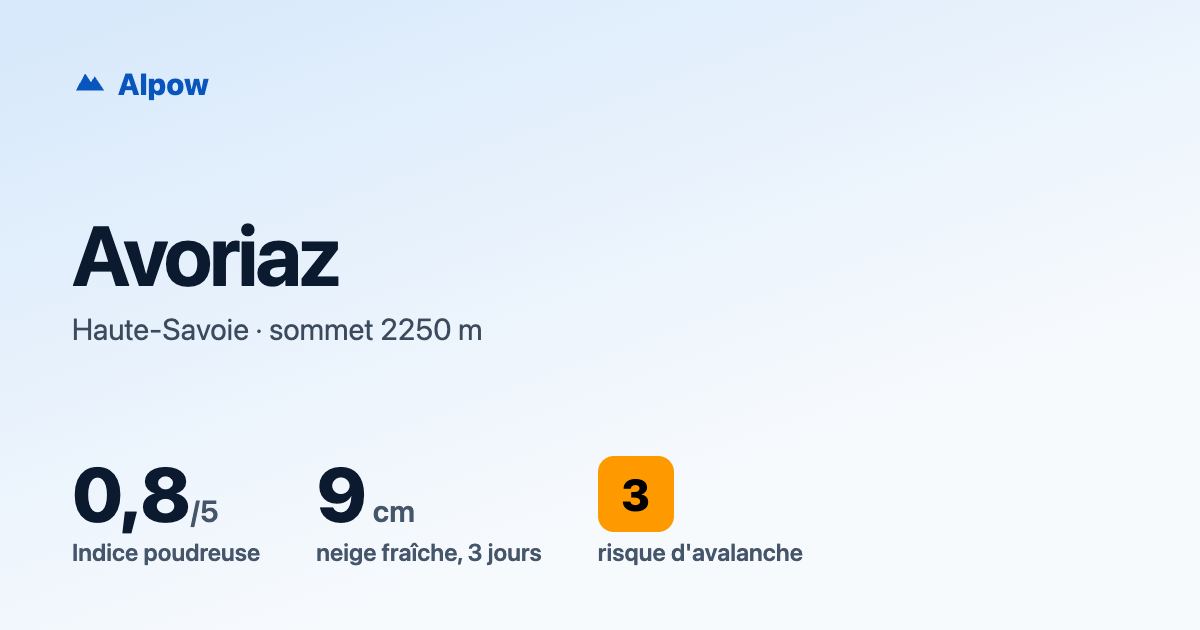 Alpow
Avoriaz
Haute-Savoie · sommet 2250 m
0,8/5
Indice poudreuse
9 cm
neige fraîche, 3 jours
3
risque d'avalanche